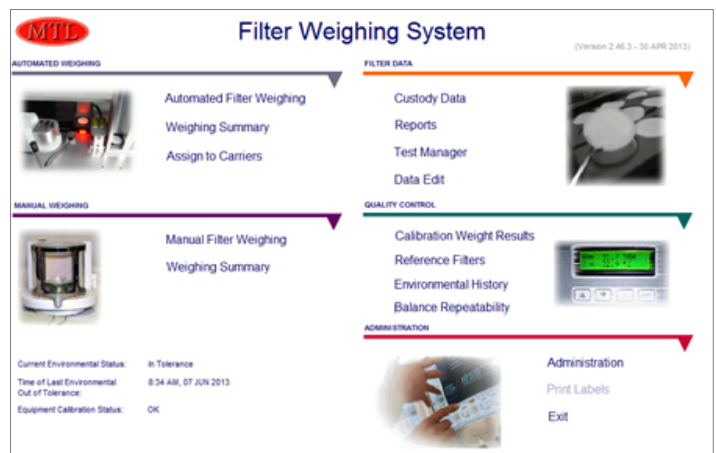 MTL
Filter Weighing System
(Version 2.46.3 - 30 APR 2013)
AUTOMATED WEIGHING
Automated Filter Weighing
Weighing Summary
Assign to Carriers
FILTER DATA
Custody Data
Reports
Test Manager
Data Edit
MANUAL WEIGHING
Manual Filter Weighing
Weighing Summary
QUALITY CONTROL
Calibration Weight Results
Reference Filters
Environmental History
Balance Repeatability
ADMINISTRATION
Administration
Print Labels
Exit
Current Environmental Status: In Tolerance
Time of Last Environmental 8:34 AM, 07 JUN 2013
Out of Tolerance:
Equipment Calibration Status: OK